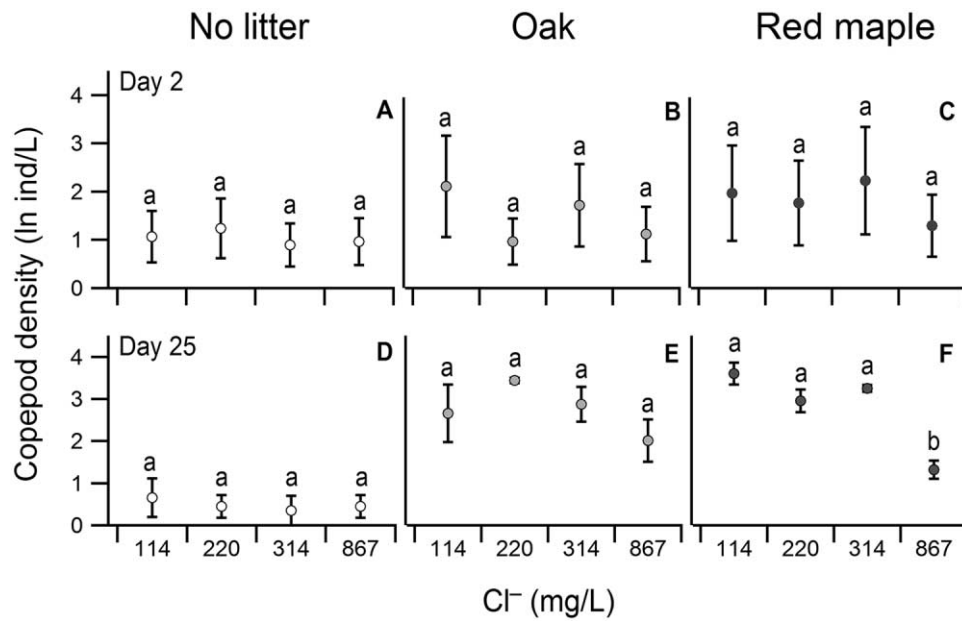 No litter Oak Red maple
Copepod density (ln ind/L)
Day 2 A B C
4
3
2
1
0
a a a a a a a a a a a a
Day 25 D E F
4
3
2
1
0
a a a a a a a a a a a b
114 220 314 867 114 220 314 867 114 220 314 867
Cl– (mg/L)